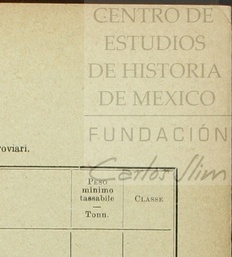 CENTRO DE
ESTUDIOS
DE HISTORIA
DE MEXICO
FUNDACIÓN
Carlos Slim
roviari.
PESO
minimo
tassabile
—
Tonn.
CLASSE